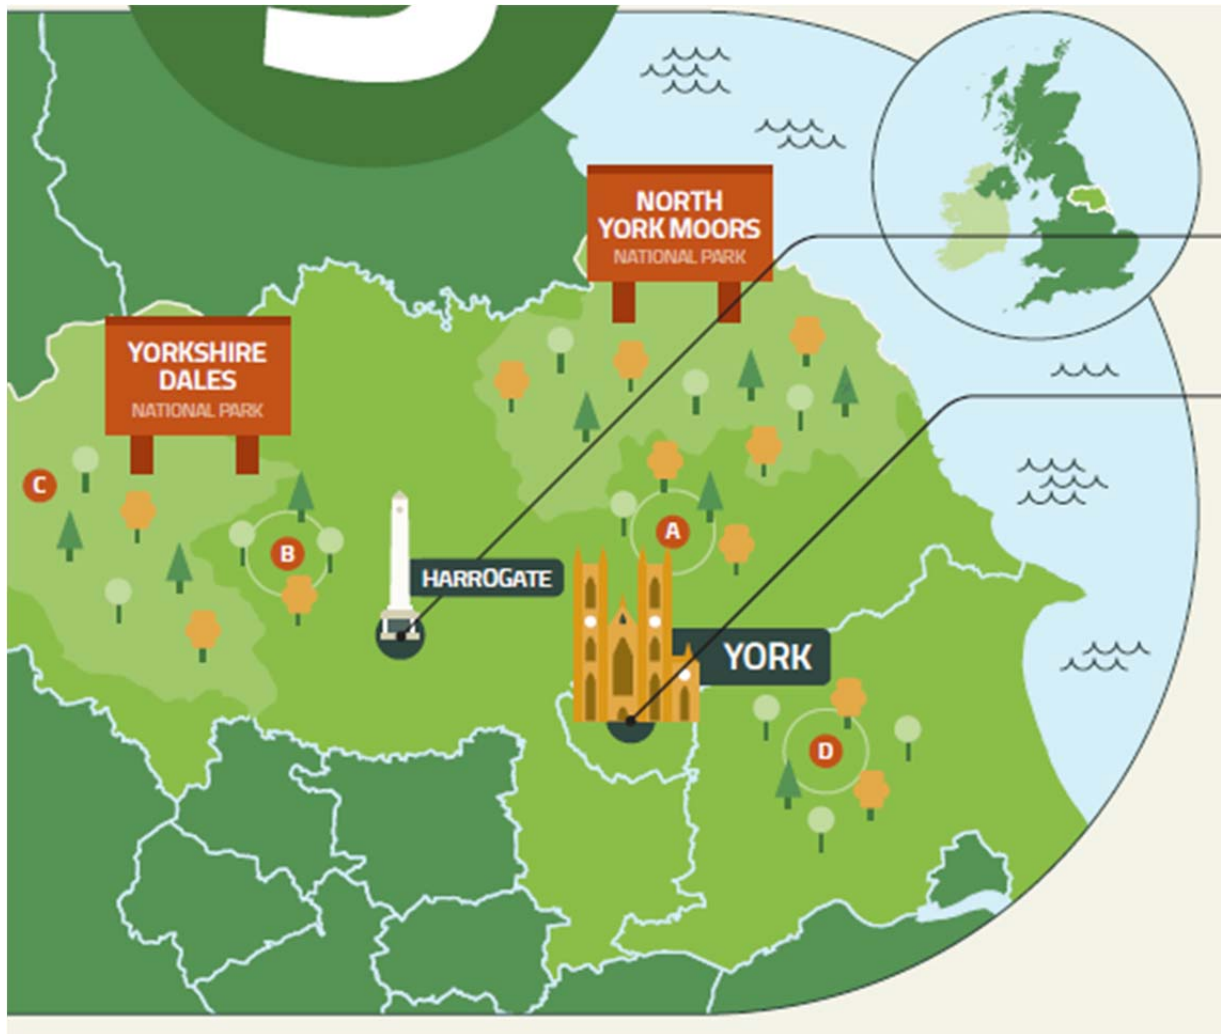 NORTH
YORK MOORS
NATIONAL PARK
YORKSHIRE
DALES
NATIONAL PARK
C
B
A
HARROGATE
YORK
D